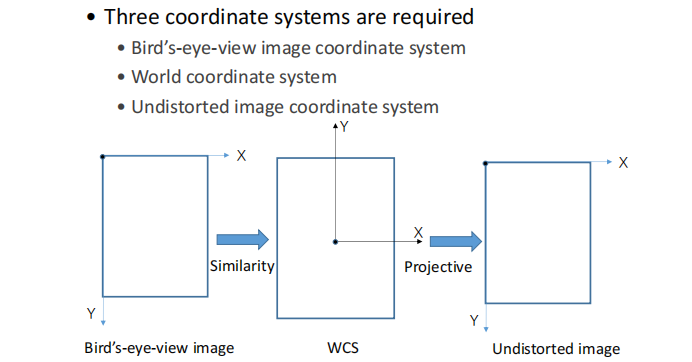 • Three coordinate systems are required
• Bird's-eye-view image coordinate system
• World coordinate system
• Undistorted image coordinate system
Y
X
X
X
Similarity
Projective
Y
Y
Bird's-eye-view image
WCS
Undistorted image